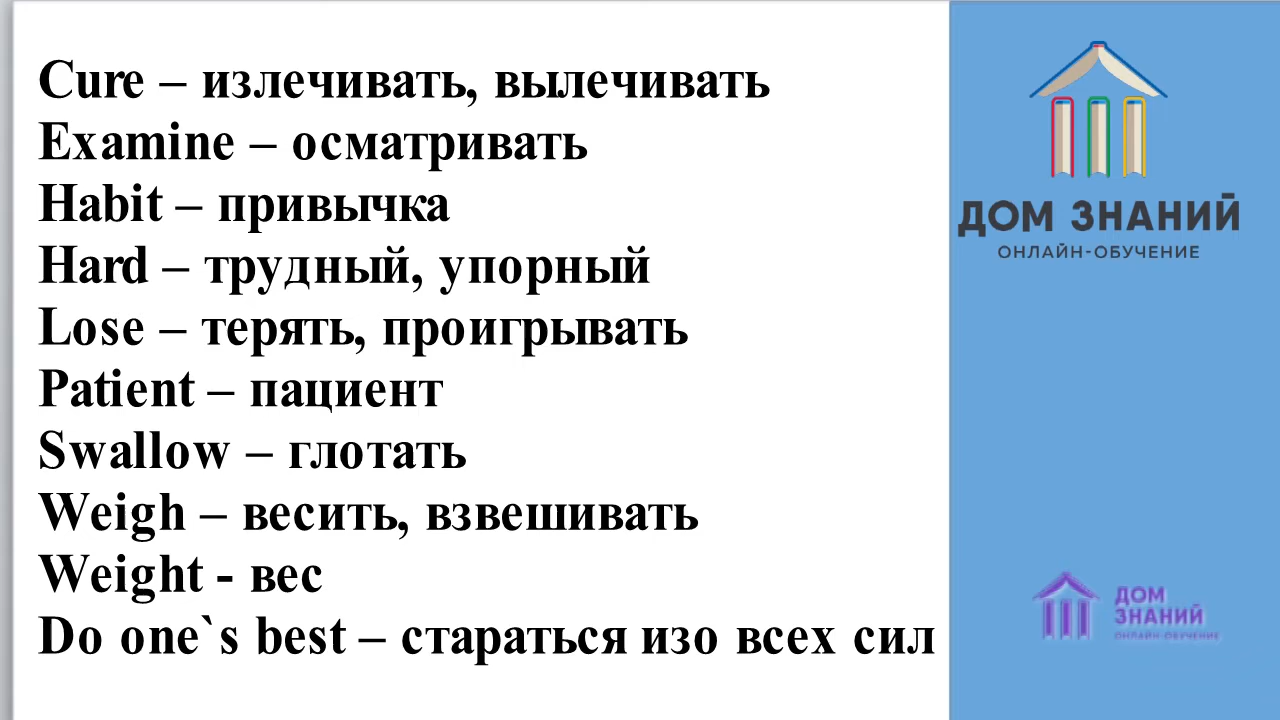 Cure – излечивать, вылечивать
Examine – осматривать
Habit – привычка
Hard – трудный, упорный
Lose – терять, проигрывать
Patient – пациент
Swallow – глотать
Weigh – весить, взвешивать
Weight - вес
Do one`s best – стараться изо всех сил
ДОМ ЗНАНИЙ
ОНЛАЙН-ОБУЧЕНИЕ
ДОМ
ЗНАНИЙ
ОНЛАЙН-ОБУЧЕНИЕ